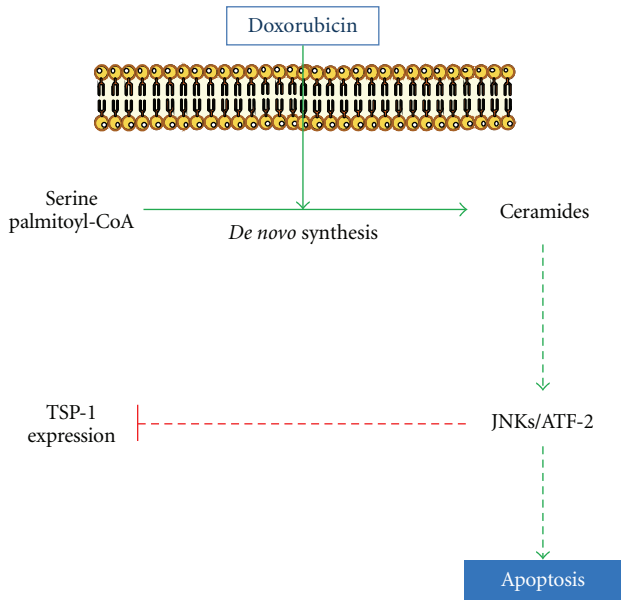 Doxorubicin
Serine
palmitoyl-CoA
De novo synthesis
Ceramides
TSP-1
expression
JNKs/ATF-2
Apoptosis